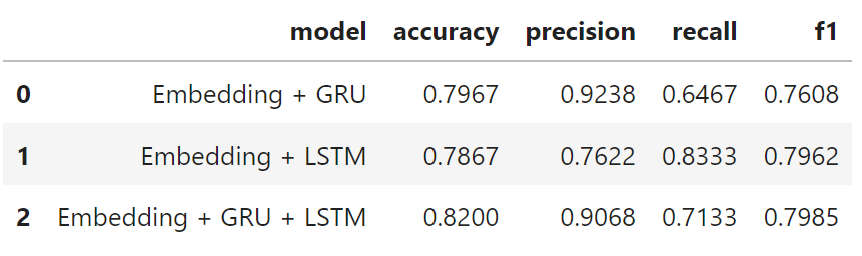 model accuracy precision recall f1
0 Embedding + GRU 0.7967 0.9238 0.6467 0.7608
1 Embedding + LSTM 0.7867 0.7622 0.8333 0.7962
2 Embedding + GRU + LSTM 0.8200 0.9068 0.7133 0.7985